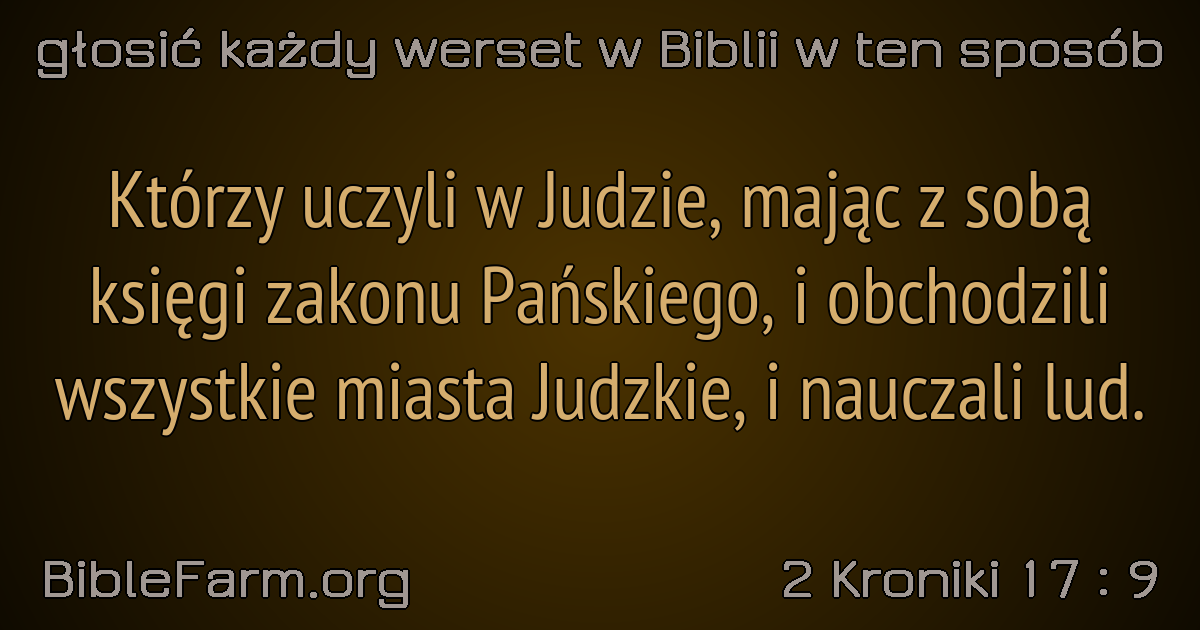 głosić każdy werset w Biblii w ten sposób
Którzy uczyli w Judzie, mając z sobą
księgi zakonu Pańskiego, i obchodzili
wszystkie miasta Judzkie, i nauczali lud.
BibleFarm.org
2 Kroniki 17 : 9